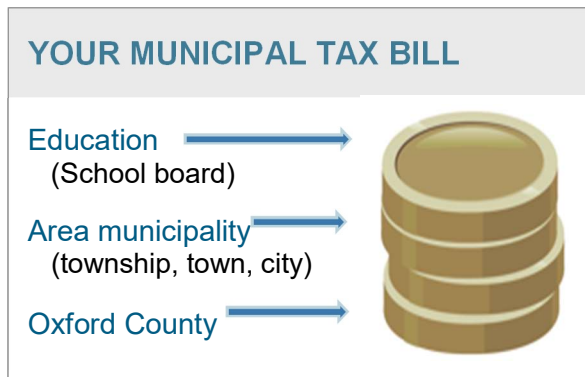 YOUR MUNICIPAL TAX BILL
Education
(School board)
Area municipality
(township, town, city)
Oxford County